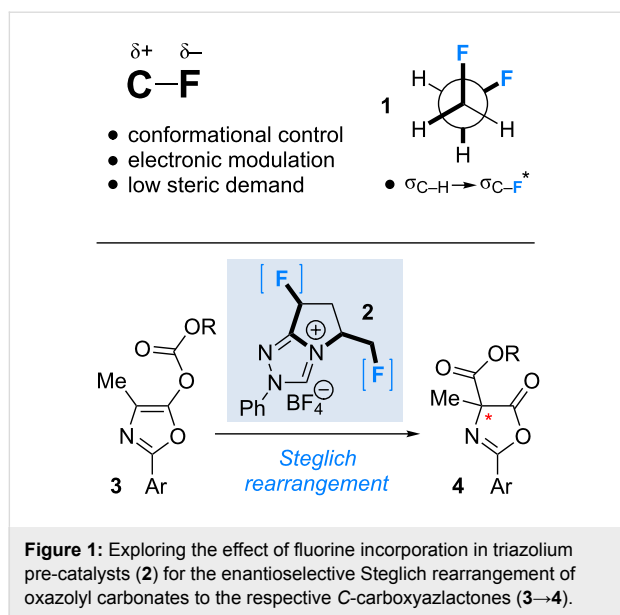 δ+ δ–
C–F
● conformational control
● electronic modulation
● low steric demand
1
F
H
F
H
H
H
● σC–H → σC–F*
[F]
2
N
N
N
⊕
Ph
BF4⊖
[F]
OR
O
O
Me
N
O
Ar
3
Steglich
rearrangement
OR
O
O
Me
*
N
O
Ar
4
Figure 1: Exploring the effect of fluorine incorporation in triazolium
pre-catalysts (2) for the enantioselective Steglich rearrangement of
oxazolyl carbonates to the respective C-carboxyazlactones (3→4).